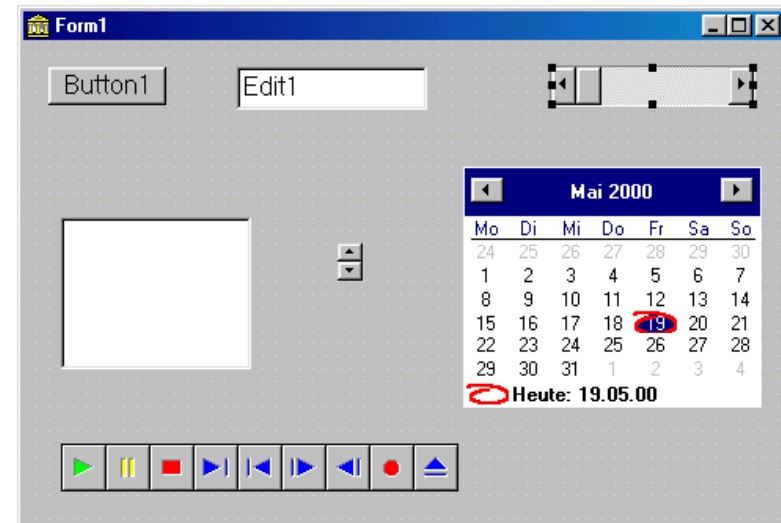 Form1
Button1
Edit1
Mai 2000
Mo Di Mi Do Fr Sa So
24 25 26 27 28 29 30
1 2 3 4 5 6 7
8 9 10 11 12 13 14
15 16 17 18 19 20 21
22 23 24 25 26 27 28
29 30 31 1 2 3 4
Heute: 19.05.00